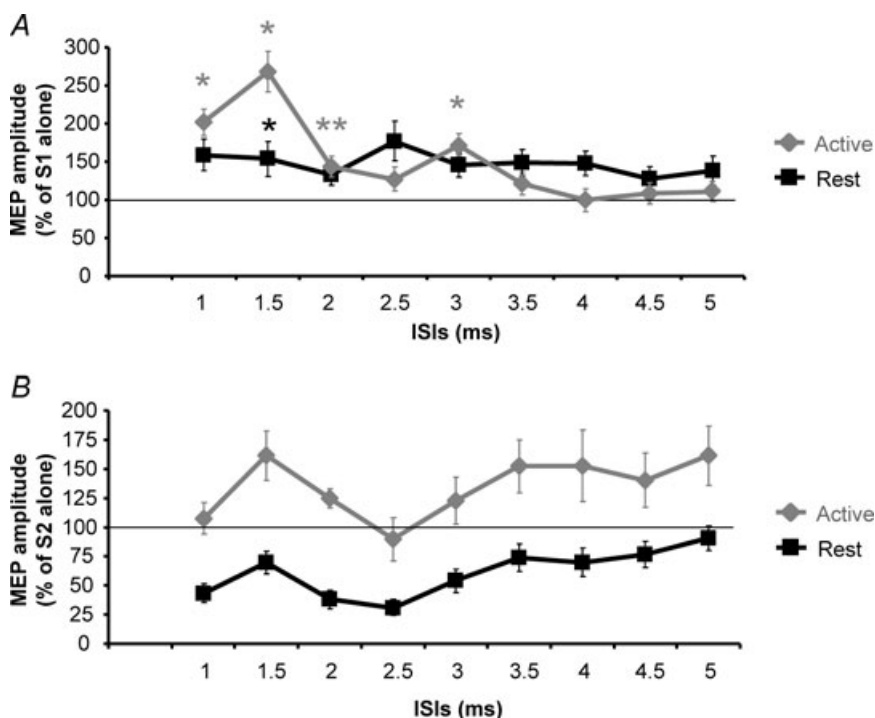 A
MEP amplitude
(% of S1 alone)
300
250
200
150
100
50
0
* * * ** *
1 1.5 2 2.5 3 3.5 4 4.5 5
ISIs (ms)
Active
Rest
B
MEP amplitude
(% of S2 alone)
200
175
150
125
100
75
50
25
0
1 1.5 2 2.5 3 3.5 4 4.5 5
ISIs (ms)
Active
Rest